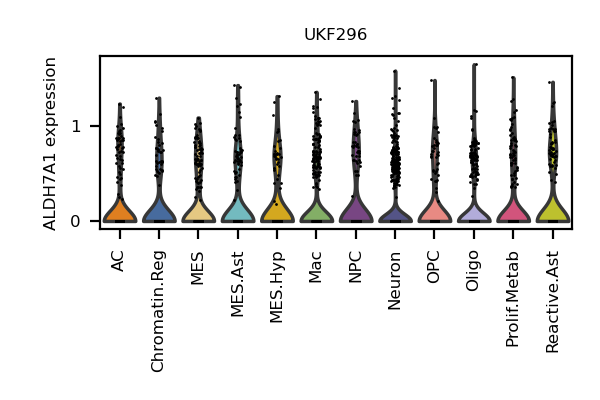 UKF296
ALDH7A1 expression
1
0
AC
Chromatin.Reg
MES
MES.Ast
MES.Hyp
Mac
NPC
Neuron
OPC
Oligo
Prolif.Metab
Reactive.Ast